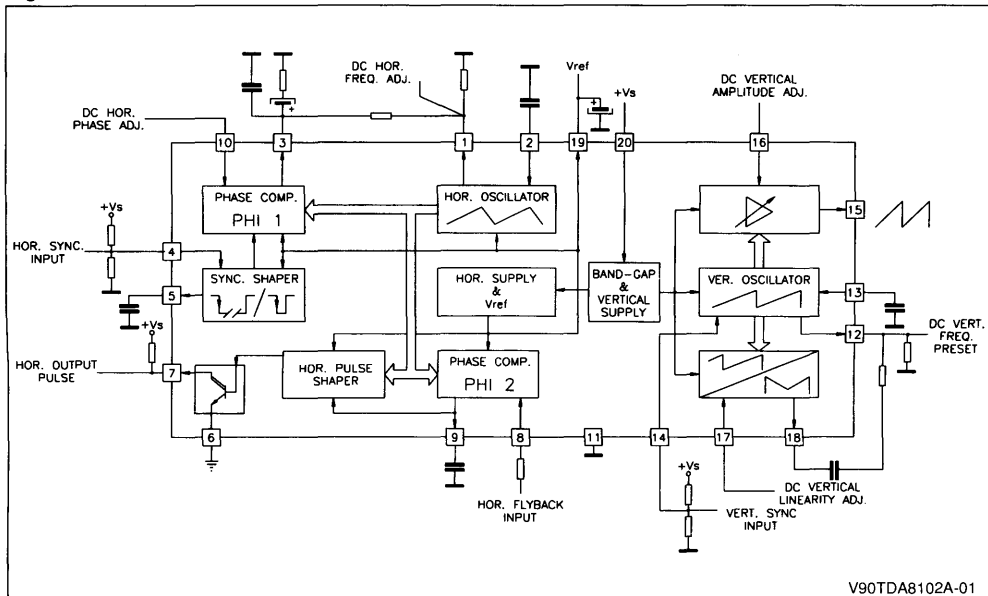 DC HOR.
FREQ. ADJ.
Vref
+Vs
DC VERTICAL
AMPLITUDE ADJ.
DC HOR.
PHASE ADJ.
+
+
10
3
1
2
19
20
16
PHASE COMP.
PHI 1
HOR. OSCILLATOR
15
+Vs
HOR. SYNC.
INPUT
4
SYNC. SHAPER
5
HOR. SUPPLY
&
Vref
BAND-GAP
&
VERTICAL
SUPPLY
VER. OSCILLATOR
13
12
DC VERT.
FREQ.
PRESET
+Vs
HOR. OUTPUT
PULSE
7
HOR. PULSE
SHAPER
PHASE COMP.
PHI 2
6
9
8
11
14
17
18
+Vs
HOR. FLYBACK
INPUT
DC VERTICAL
LINEARITY ADJ.
VERT. SYNC
INPUT
V90TDA8102A-01